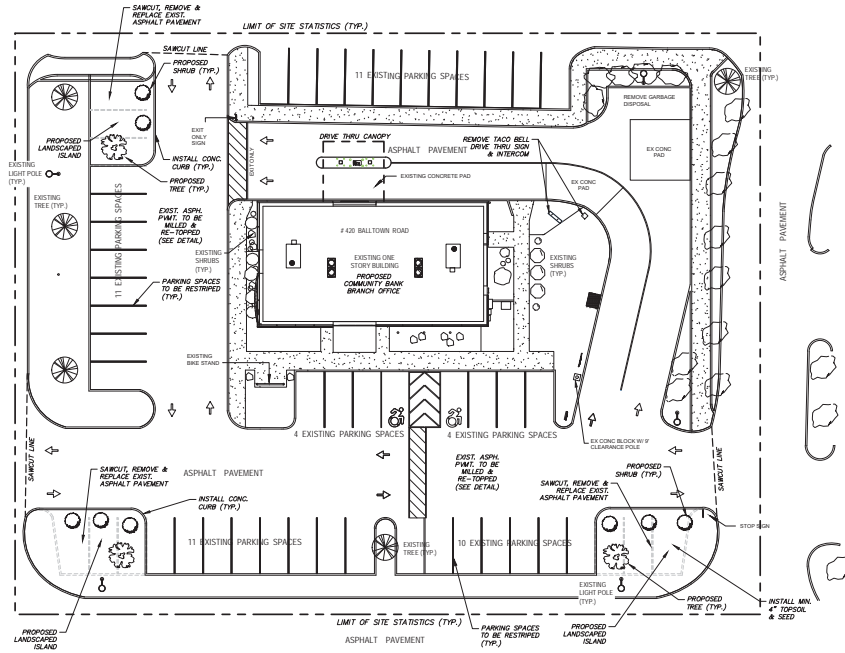 SAWCUT, REMOVE &
REPLACE EXIST.
ASPHALT PAVEMENT
LIMIT OF SITE STATISTICS (TYP.)
SAWCUT LINE
PROPOSED
SHRUB (TYP.)
11 EXISTING PARKING SPACES
EXISTING
TREE (TYP.)
REMOVE GARBAGE
DISPOSAL
EXIT
ONLY
SIGN
DRIVE THRU CANOPY
ASPHALT PAVEMENT
REMOVE TACO BELL
DRIVE THRU SIGN
& INTERCOM
EX CONC
PAD
PROPOSED
LANDSCAPED
ISLAND
INSTALL CONC.
CURB (TYP.)
EXIT ONLY
EXISTING
LIGHT POLE
(TYP.)
PROPOSED
TREE (TYP.)
EXISTING CONCRETE PAD
EX CONC
PAD
EXISTING
TREE (TYP.)
11 EXISTING PARKING SPACES
EXIST. ASPH.
PVMT. TO BE
MILLED &
RE-TOPPED
(SEE DETAIL)
# 420 BALLTOWN ROAD
EXISTING
SHRUBS
(TYP.)
EXISTING ONE
STORY BUILDING
PROPOSED
COMMUNITY BANK
BRANCH OFFICE
EXISTING
SHRUBS
(TYP.)
ASPHALT PAVEMENT
PARKING SPACES
TO BE RESTRIPED
(TYP.)
EXISTING
BIKE STAND
4 EXISTING PARKING SPACES
4 EXISTING PARKING SPACES
EX CONC BLOCK W/ 9'
CLEARANCE POLE
SAWCUT LINE
SAWCUT LINE
SAWCUT, REMOVE &
REPLACE EXIST.
ASPHALT PAVEMENT
ASPHALT PAVEMENT
EXIST. ASPH.
PVMT. TO BE
MILLED &
RE-TOPPED
(SEE DETAIL)
PROPOSED
SHRUB (TYP.)
SAWCUT, REMOVE &
REPLACE EXIST.
ASPHALT PAVEMENT
INSTALL CONC.
CURB (TYP.)
STOP SIGN
11 EXISTING PARKING SPACES
EXISTING
TREE (TYP.)
10 EXISTING PARKING SPACES
EXISTING
LIGHT POLE
(TYP.)
PROPOSED
TREE (TYP.)
INSTALL MIN.
4" TOPSOIL
& SEED
LIMIT OF SITE STATISTICS (TYP.)
PROPOSED
LANDSCAPED
ISLAND
ASPHALT PAVEMENT
PARKING SPACES
TO BE RESTRIPED
(TYP.)
PROPOSED
LANDSCAPED
ISLAND